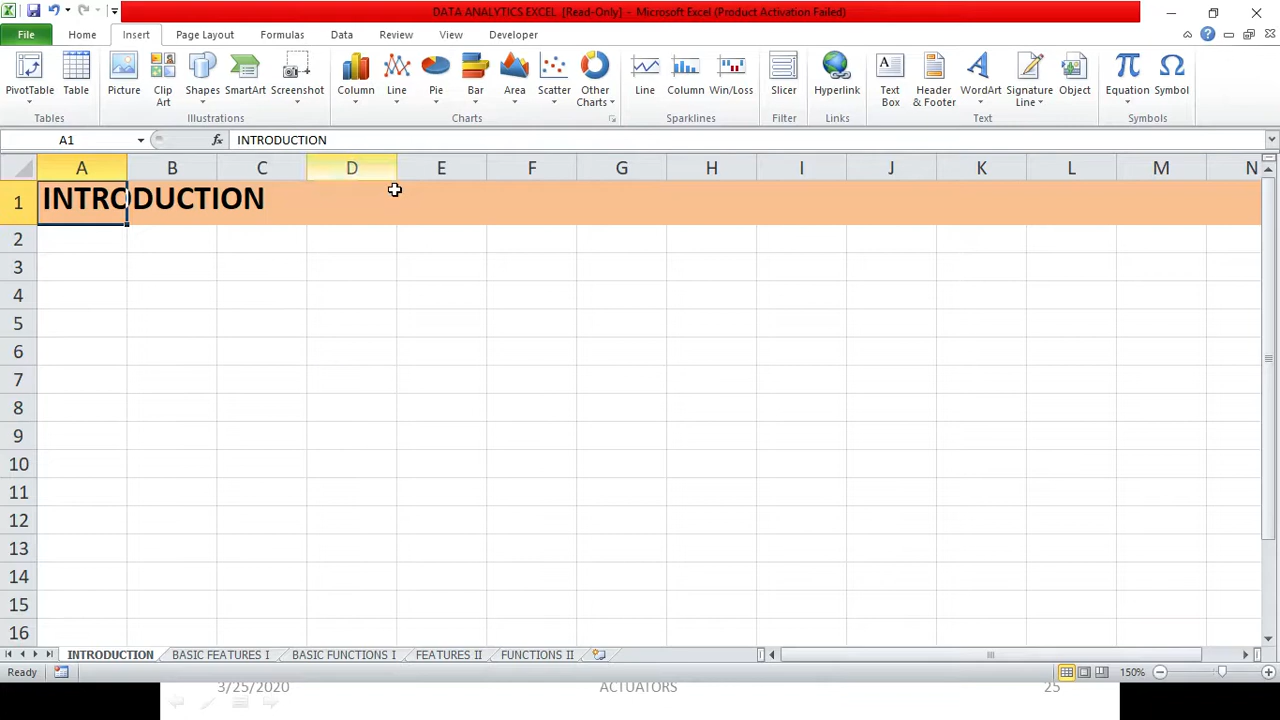 DATA ANALYTICS EXCEL [Read-Only] - Microsoft Excel (Product Activation Failed)
File Home Insert Page Layout Formulas Data Review View Developer
PivotTable Table Picture Clip Art Shapes SmartArt Screenshot Column Line Pie Bar Area Scatter Other Charts Line Column Win/Loss Slicer Hyperlink Text Box Header & Footer WordArt Signature Line Object Equation Symbol
Tables Illustrations Charts Sparklines Filter Links Text Symbols
A1 fx INTRODUCTION
A B C D E F G H I J K L M N
1 INTRODUCTION
2
3
4
5
6
7
8
9
10
11
12
13
14
15
16
INTRODUCTION BASIC FEATURES I BASIC FUNCTIONS I FEATURES II FUNCTIONS II
Ready 150%
3/25/2020 ACTUATORS 25